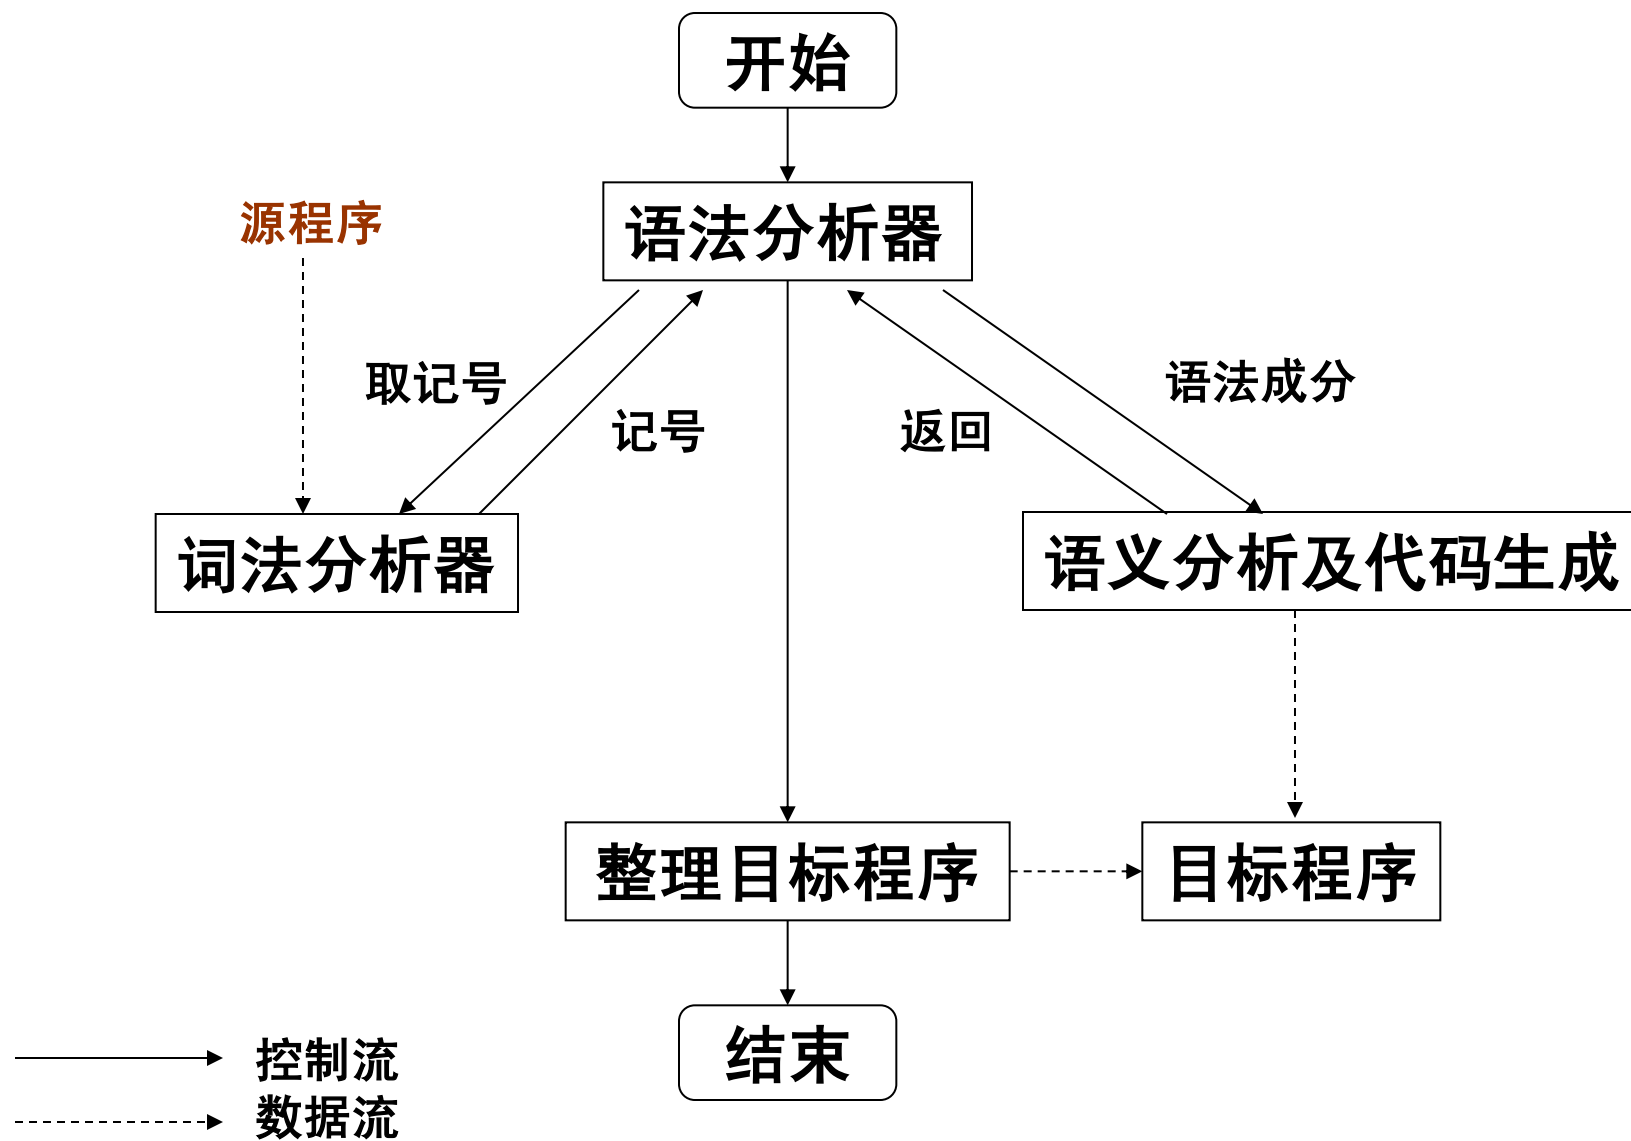 开始
源程序
语法分析器
取记号
语法成分
记号
返回
词法分析器
语义分析及代码生成
整理目标程序
目标程序
结束
控制流
数据流